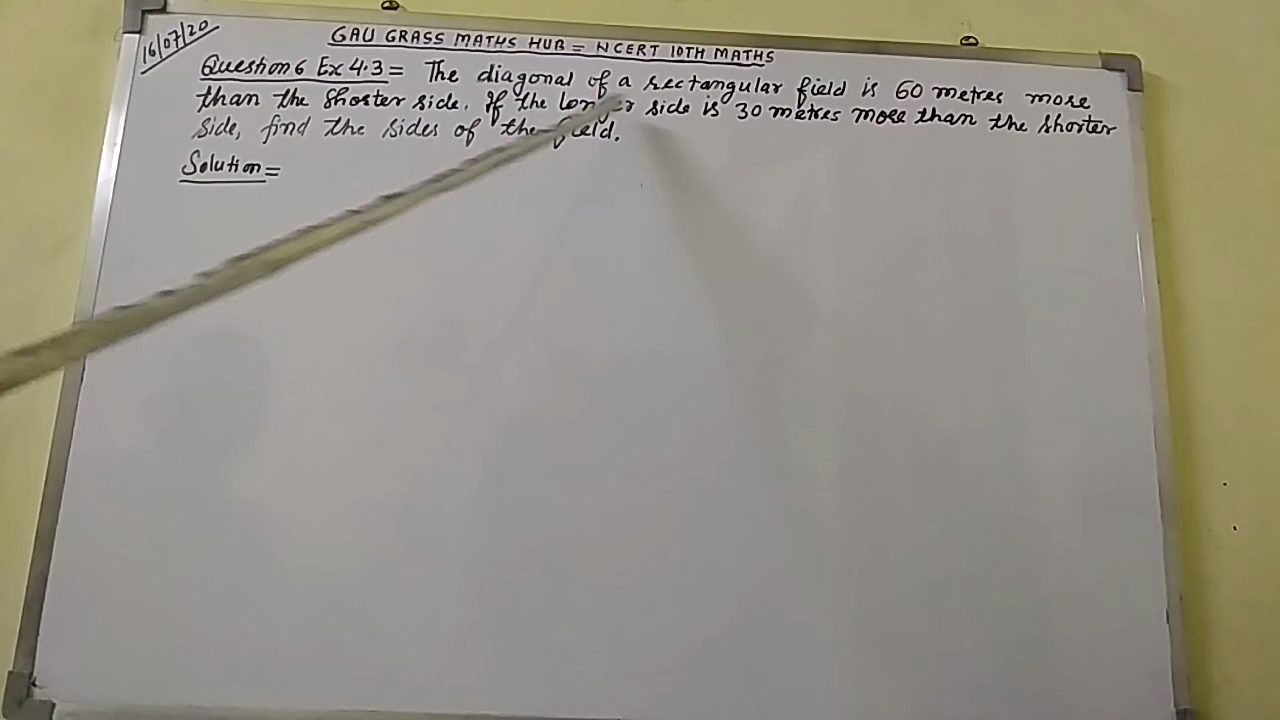 16/07/20
GAU GRASS MATHS HUB = NCERT 10TH MATHS
Question 6 Ex 4.3 = The diagonal of a rectangular field is 60 metres more
than the shorter side. If the longer side is 30 metres more than the shorter
side, find the sides of the field.
Solution =